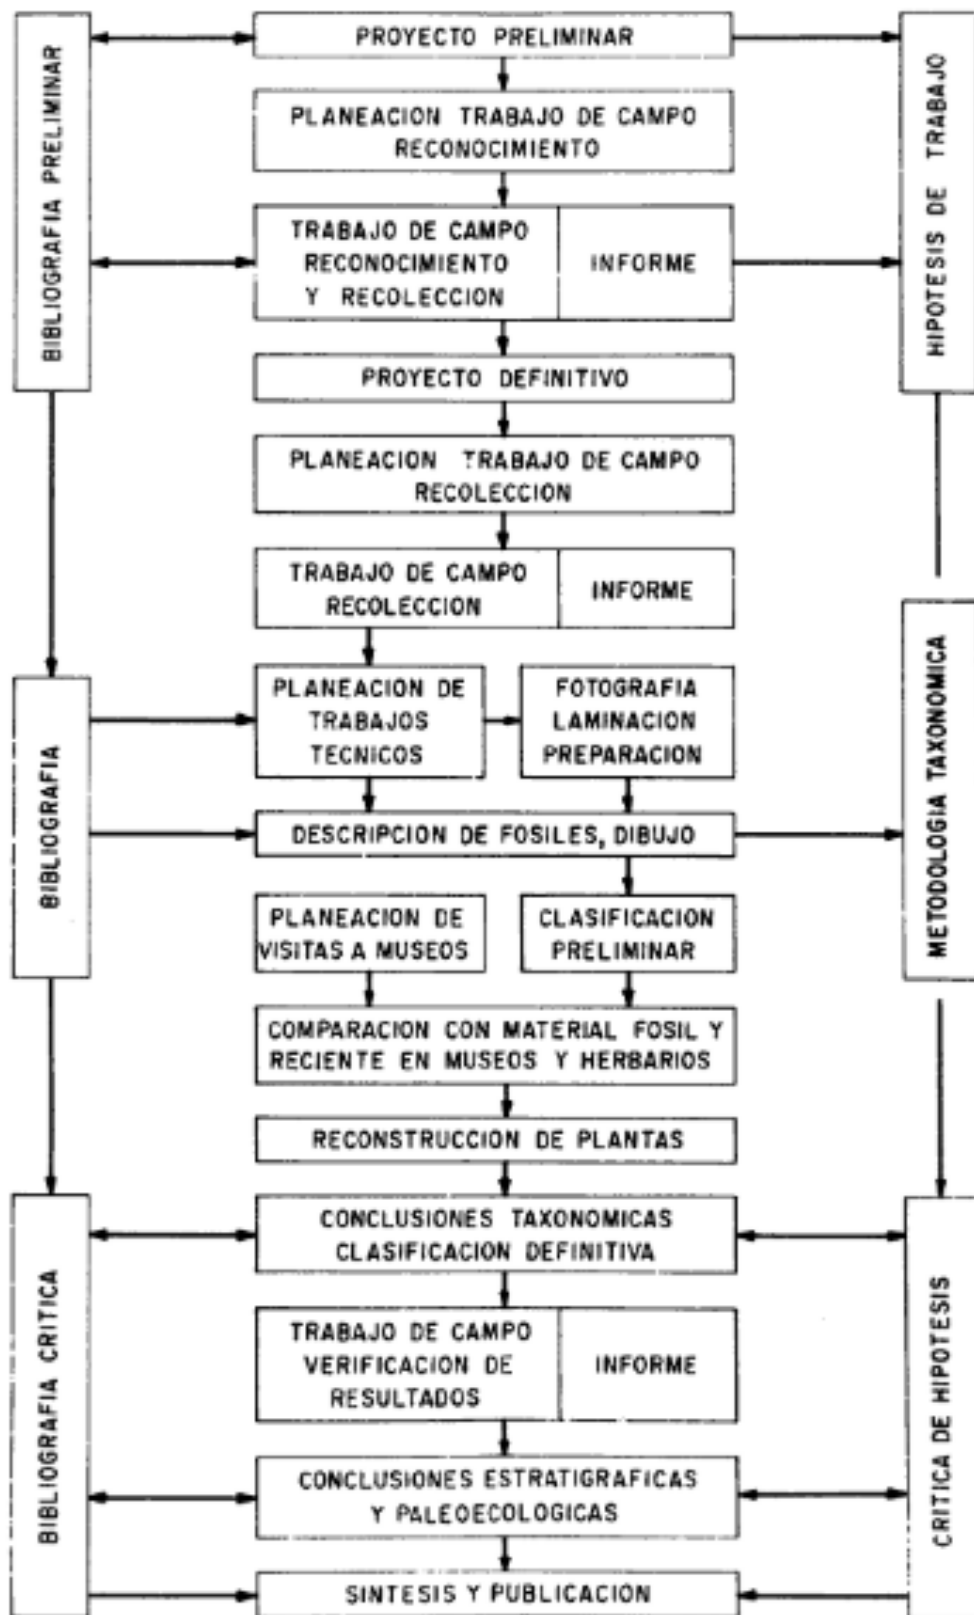 BIBLIOGRAFIA PRELIMINAR
PROYECTO PRELIMINAR
HIPOTESIS DE TRABAJO
PLANEACION TRABAJO DE CAMPO
RECONOCIMIENTO
TRABAJO DE CAMPO
RECONOCIMIENTO
Y RECOLECCION
INFORME
PROYECTO DEFINITIVO
PLANEACION TRABAJO DE CAMPO
RECOLECCION
TRABAJO DE CAMPO
RECOLECCION
INFORME
BIBLIOGRAFIA
PLANEACION DE
TRABAJOS
TECNICOS
FOTOGRAFIA
LAMINACION
PREPARACION
METODOLOGIA TAXONOMICA
DESCRIPCION DE FOSILES, DIBUJO
PLANEACION DE
VISITAS A MUSEOS
CLASIFICACION
PRELIMINAR
COMPARACION CON MATERIAL FOSIL Y
RECIENTE EN MUSEOS Y HERBARIOS
RECONSTRUCCION DE PLANTAS
BIBLIOGRAFIA CRITICA
CONCLUSIONES TAXONOMICAS
CLASIFICACION DEFINITIVA
CRITICA DE HIPOTESIS
TRABAJO DE CAMPO
VERIFICACION DE
RESULTADOS
INFORME
CONCLUSIONES ESTRATIGRAFICAS
Y PALEOECOLOGICAS
SINTESIS Y PUBLICACION